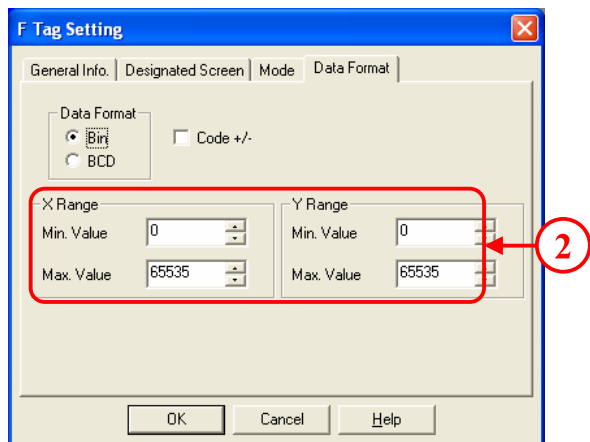 F Tag Setting
General Info. Designated Screen Mode Data Format
Data Format
Bin
Code +/-
BCD
X Range
Y Range
Min. Value 0
Min. Value 0
Max. Value 65535
Max. Value 65535
2
OK Cancel Help